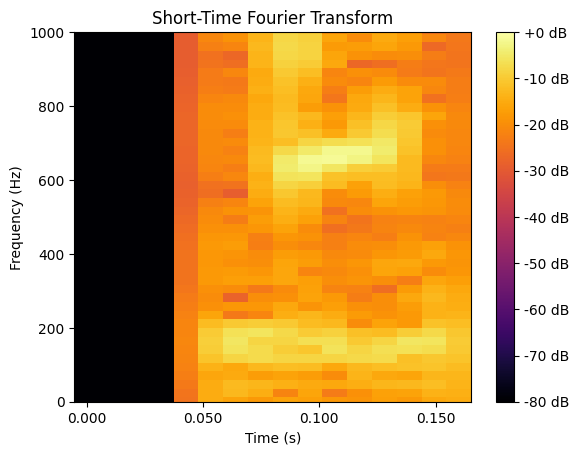 Short-Time Fourier Transform
1000
800
600
400
200
0
Frequency (Hz)
0.000
0.050
0.100
0.150
Time (s)
+0 dB
-10 dB
-20 dB
-30 dB
-40 dB
-50 dB
-60 dB
-70 dB
-80 dB